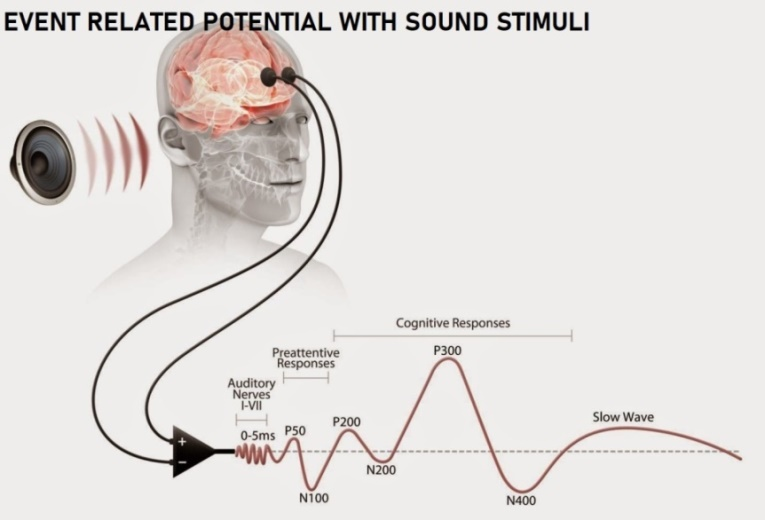 EVENT RELATED POTENTIAL WITH SOUND STIMULI
Cognitive Responses
Preattentive
Responses
P300
Auditory
Nerves
I-VII
0-5ms
P50
P200
Slow Wave
+
−
N100
N200
N400